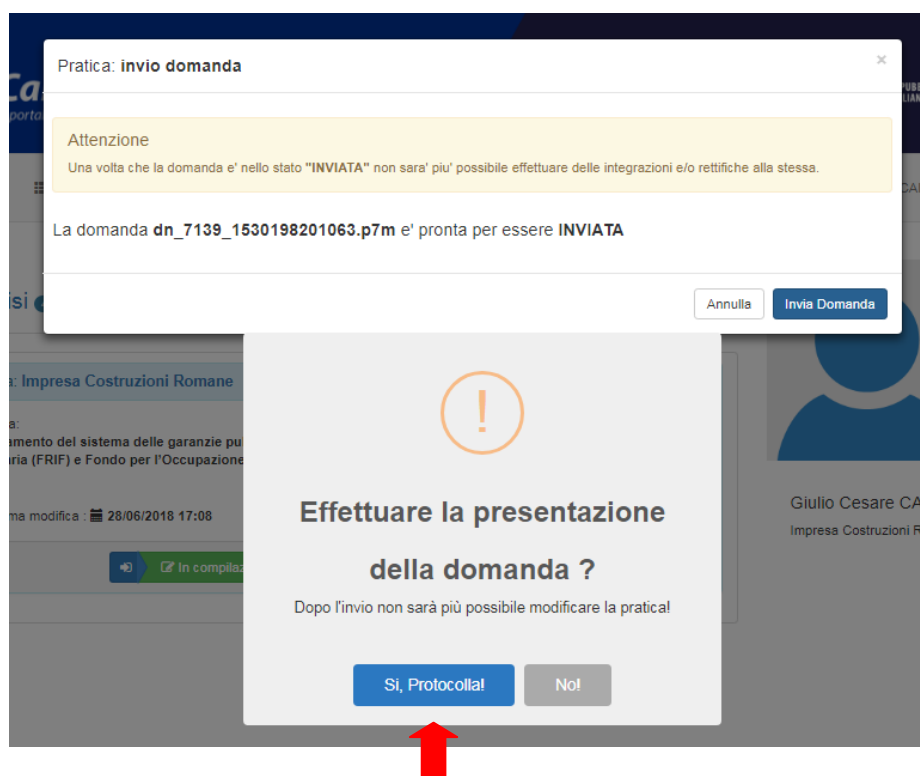 Pratica: invio domanda
×
Ca
porta
Attenzione
Una volta che la domanda e' nello stato "INVIATA" non sara' piu' possibile effettuare delle integrazioni e/o rettifiche alla stessa.
La domanda dn_7139_1530198201063.p7m e' pronta per essere INVIATA
Annulla
Invia Domanda
isi
a: Impresa Costruzioni Romane
a:
amento del sistema delle garanzie pu
aria (FRIF) e Fondo per l'Occupazione
ma modifica : 28/06/2018 17:08
In compilaz
!
Effettuare la presentazione
della domanda ?
Dopo l'invio non sarà più possibile modificare la pratica!
Si, Protocolla!
No!
Giulio Cesare CA
Impresa Costruzioni R